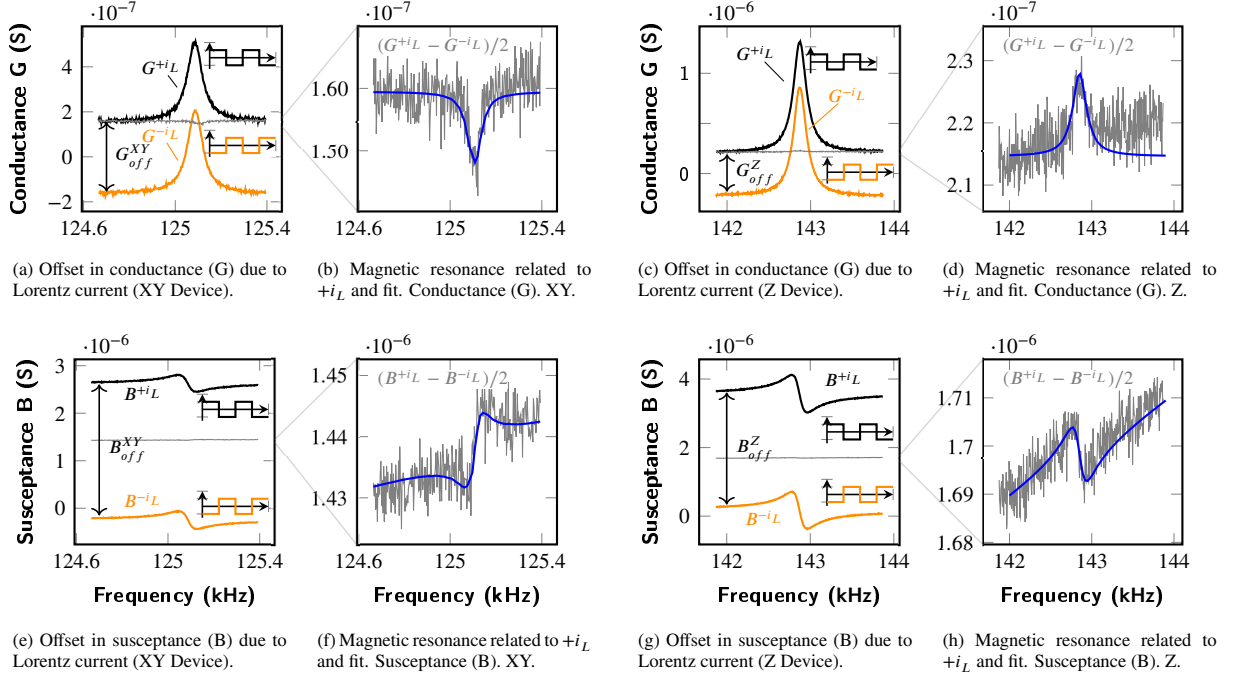 ·10⁻⁷
Conductance G (S)
4
2
0
−2
G^{+i_L}
G^{-i_L}
G^{XY}_{off}
124.6
125
125.4
(a) Offset in conductance (G) due to
Lorentz current (XY Device).
·10⁻⁷
(G^{+i_L} − G^{-i_L})/2
1.60
1.50
124.6
125
125.4
(b) Magnetic resonance related to
+i_L and fit. Conductance (G). XY.
·10⁻⁶
Conductance G (S)
1
0
G^{+i_L}
G^{-i_L}
G^{Z}_{off}
142
143
144
(c) Offset in conductance (G) due to
Lorentz current (Z Device).
·10⁻⁷
(G^{+i_L} − G^{-i_L})/2
2.3
2.2
2.1
142
143
144
(d) Magnetic resonance related to
+i_L and fit. Conductance (G). Z.
·10⁻⁶
Susceptance B (S)
3
2
1
0
B^{+i_L}
B^{XY}_{off}
B^{-i_L}
124.6
125
125.4
Frequency (kHz)
(e) Offset in susceptance (B) due to
Lorentz current (XY Device).
·10⁻⁶
(B^{+i_L} − B^{-i_L})/2
1.45
1.44
1.43
124.6
125
125.4
Frequency (kHz)
(f) Magnetic resonance related to +i_L
and fit. Susceptance (B). XY.
·10⁻⁶
Susceptance B (S)
4
2
0
B^{+i_L}
B^{Z}_{off}
B^{-i_L}
142
143
144
Frequency (kHz)
(g) Offset in susceptance (B) due to
Lorentz current (Z Device).
·10⁻⁶
(B^{+i_L} − B^{-i_L})/2
1.71
1.7
1.69
1.68
142
143
144
Frequency (kHz)
(h) Magnetic resonance related to
+i_L and fit. Susceptance (B). Z.